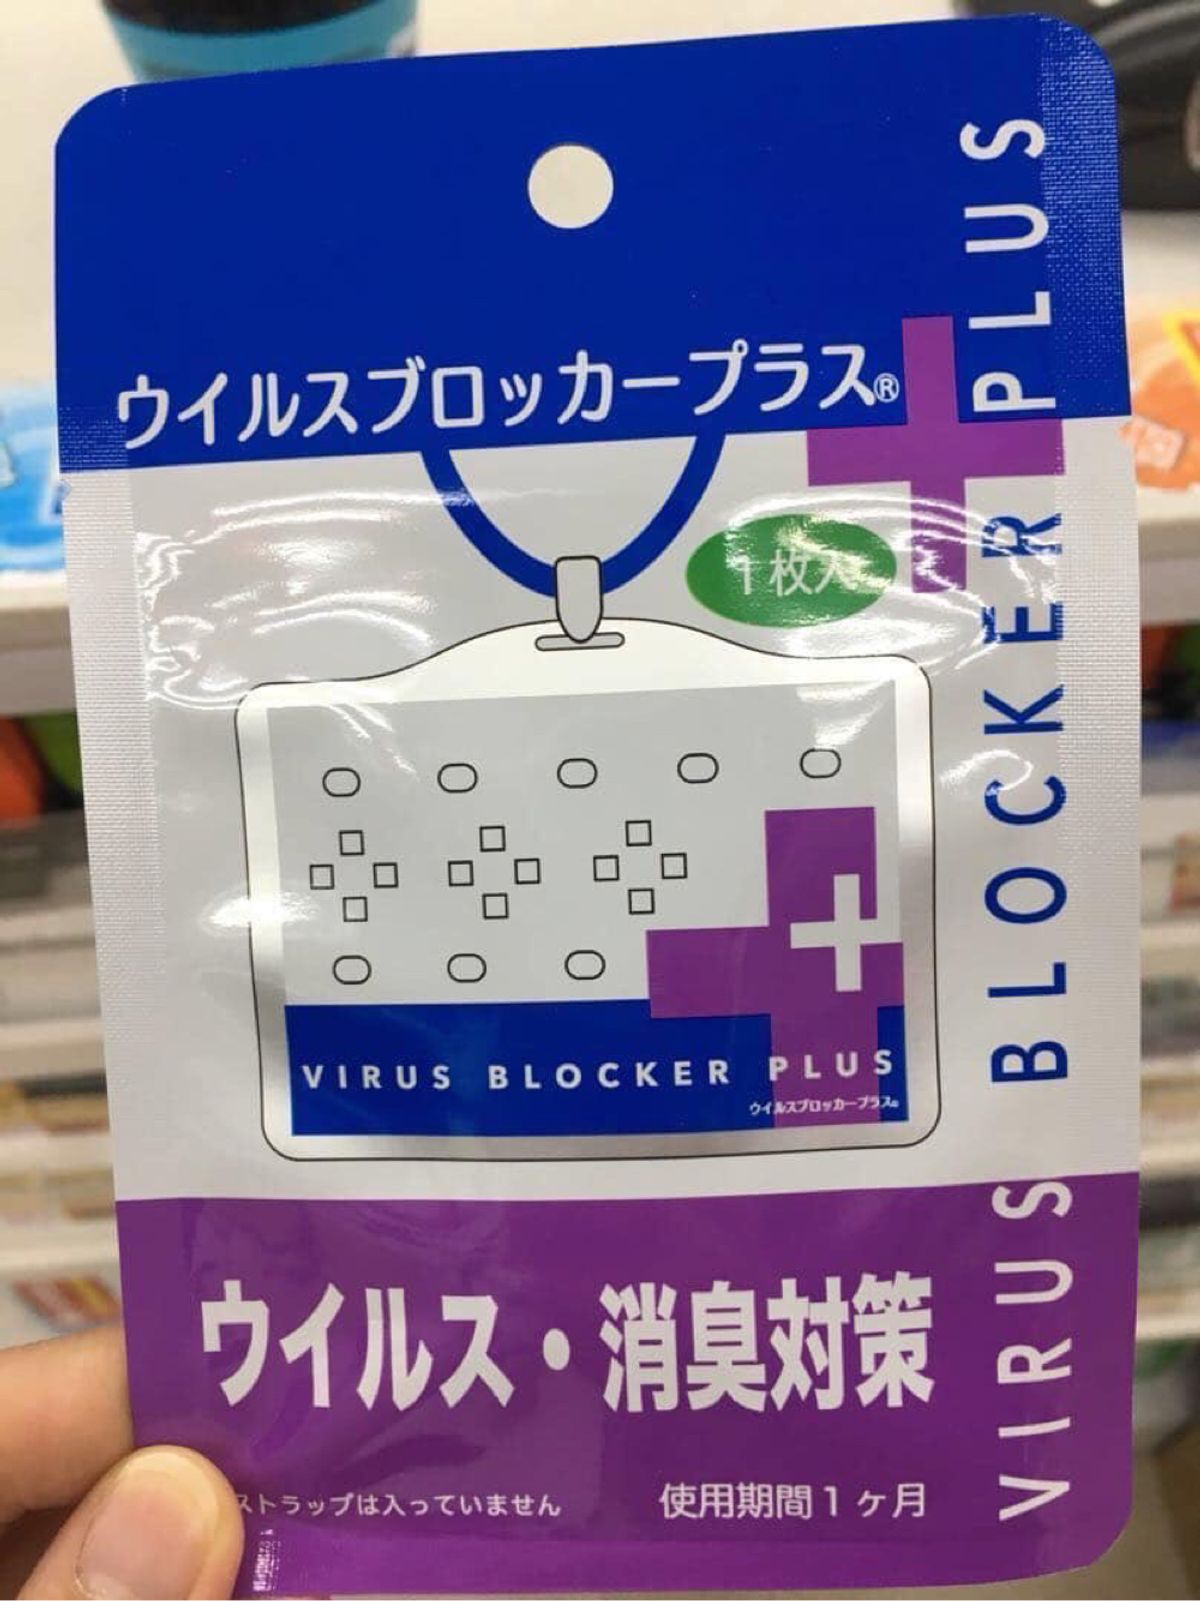 ウイルスブロッカープラス®
1枚入
VIRUS BLOCKER PLUS
VIRUS BLOCKER PLUS
ウイルスブロッカープラス®
ウイルス・消臭対策
ストラップは入っていません
使用期間1ヶ月